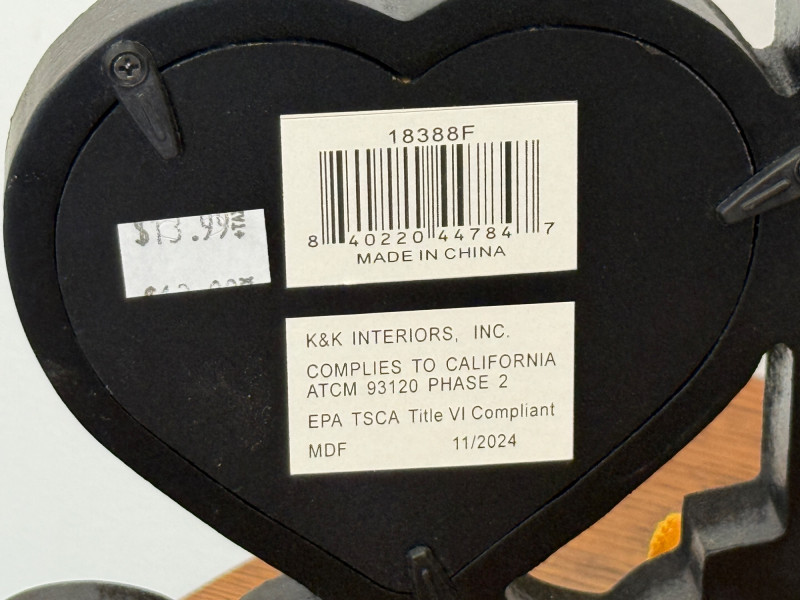 18388F
8 40220 44784 7
MADE IN CHINA
$13.99
+TAX
K&K INTERIORS, INC.
COMPLIES TO CALIFORNIA
ATCM 93120 PHASE 2
EPA TSCA Title VI Compliant
MDF 11/2024